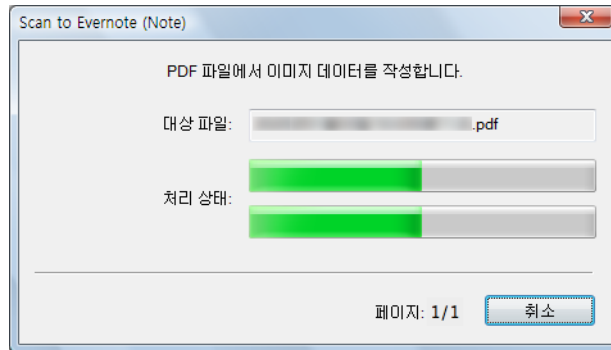 Scan to Evernote (Note)
PDF 파일에서 이미지 데이터를 작성합니다.
대상 파일: .pdf
처리 상태:
페이지: 1/1
취소